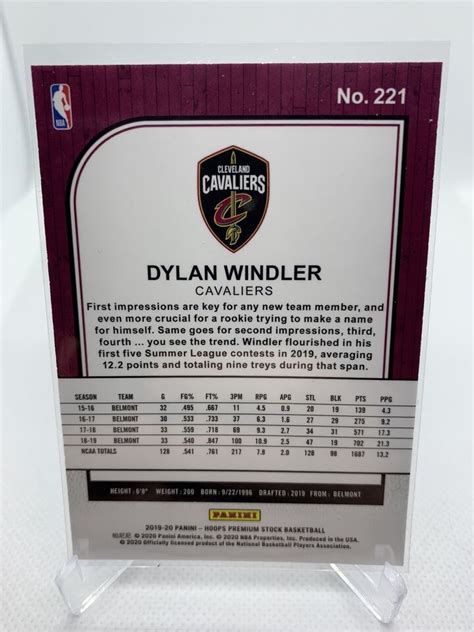 NBA
No. 221
CLEVELAND
CAVALIERS
DYLAN WINDLER
CAVALIERS
First impressions are key for any new team member, and
even more crucial for a rookie trying to make a name
for himself. Same goes for second impressions, third,
fourth ... you see the trend. Windler flourished in his
first five Summer League contests in 2019, averaging
12.2 points and totaling nine treys during that span.
SEASON TEAM G FG% FT% 3PM RPG APG STL BLK PTS PPG
15-16 BELMONT 32 .495 .667 11 4.5 0.9 20 19 139 4.3
16-17 BELMONT 30 .533 .733 37 6.3 1.6 27 29 275 9.2
17-18 BELMONT 33 .559 .718 69 9.3 2.7 34 31 571 17.3
18-19 BELMONT 33 .540 .847 100 10.8 2.5 47 19 702 21.3
NCAA TOTALS 128 .541 .761 217 7.8 2.0 128 98 1687 13.2
HEIGHT: 6'8" WEIGHT: 200 BORN: 9/22/1996 DRAFTED: 2019 FROM: BELMONT
PANINI
2019-20 PANINI – HOOPS PREMIUM STOCK BASKETBALL
© 2020 Panini America, Inc. © 2020 NBA Properties, Inc. Produced in the USA.
© 2020 Officially licensed product of the National Basketball Players Association.